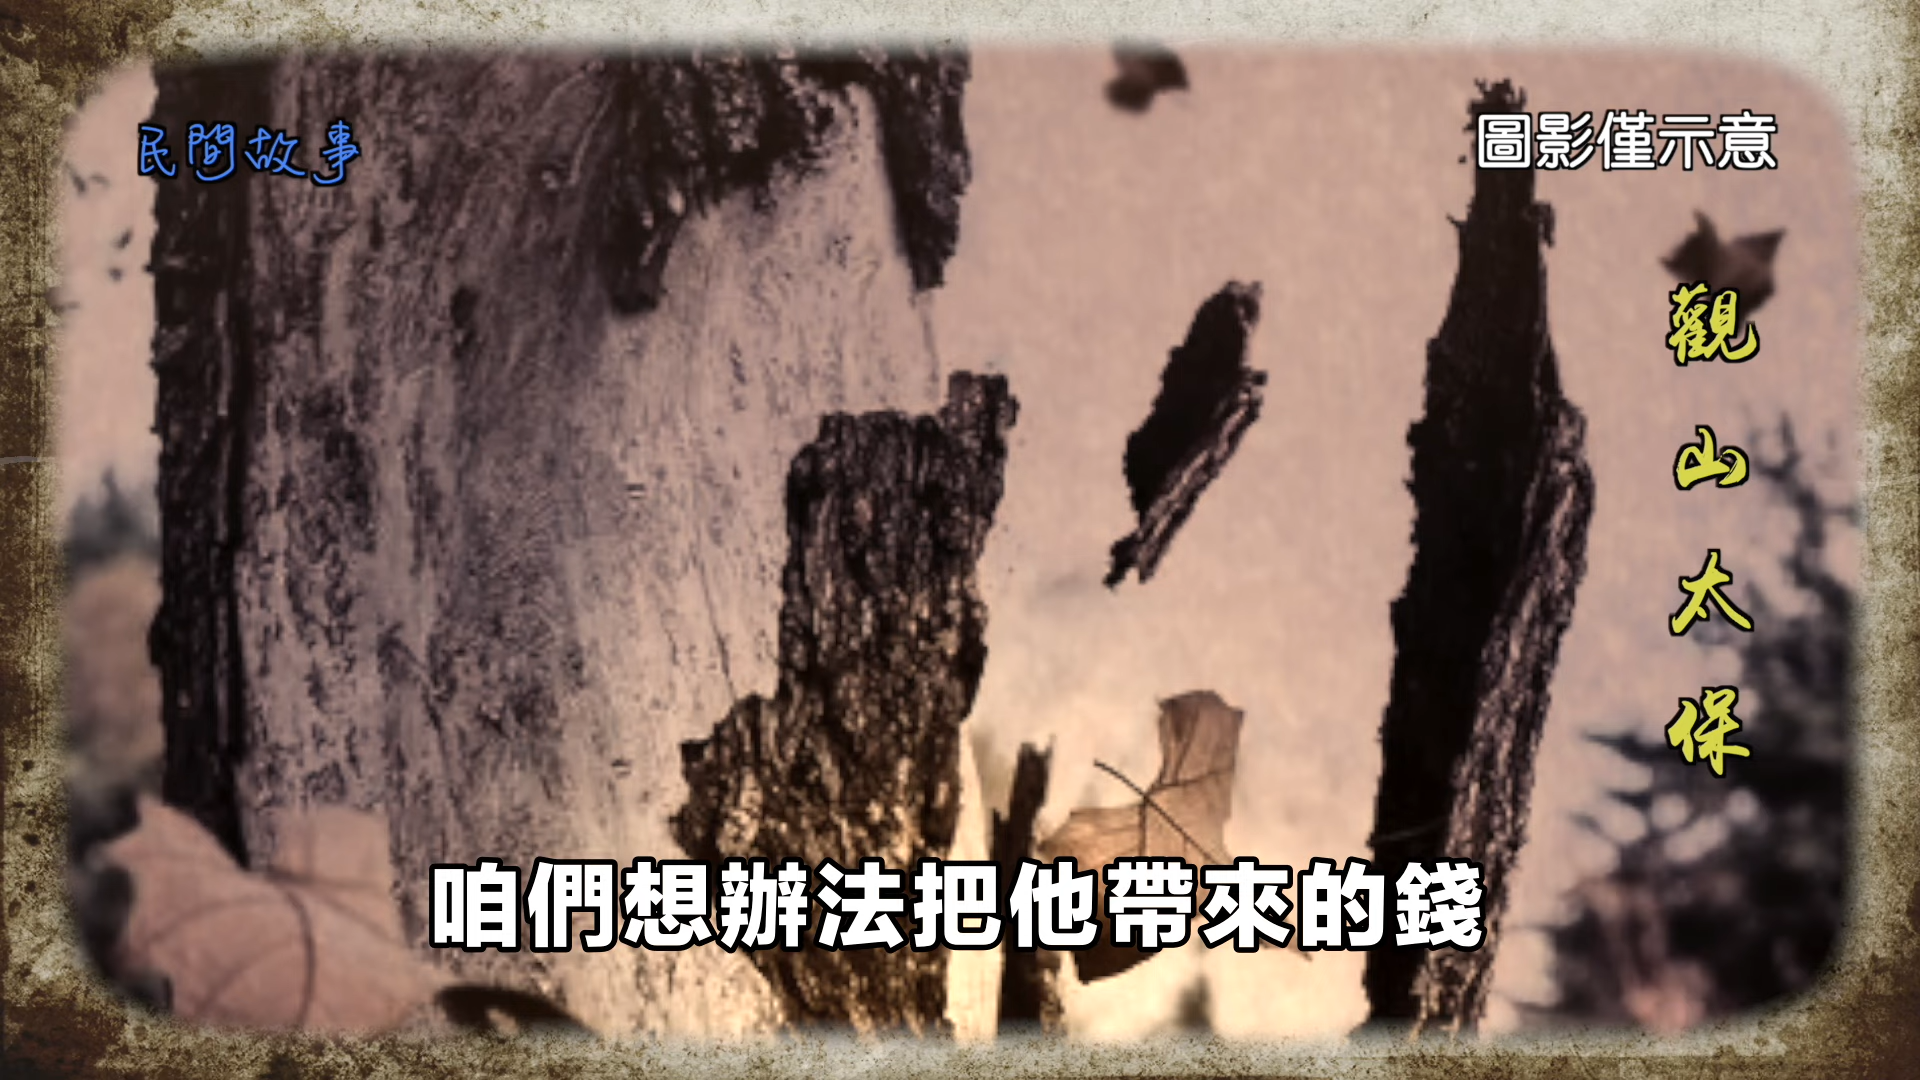 民間故事
圖影僅示意
觀山太保
咱們想辦法把他帶來的錢